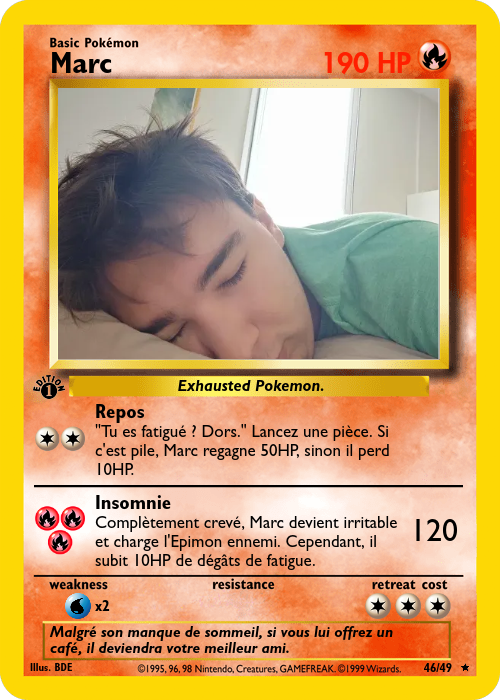 Basic Pokémon
Marc
190 HP
Exhausted Pokemon.
EDITION
1
Repos
"Tu es fatigué ? Dors." Lancez une pièce. Si
c'est pile, Marc regagne 50HP, sinon il perd
10HP.
Insomnie
Complètement crevé, Marc devient irritable
et charge l'Epimon ennemi. Cependant, il
subit 10HP de dégâts de fatigue.
120
weakness
resistance
retreat cost
x2
Malgré son manque de sommeil, si vous lui offrez un
café, il deviendra votre meilleur ami.
Illus. BDE
©1995, 96, 98 Nintendo, Creatures, GAMEFREAK. ©1999 Wizards.
46/49